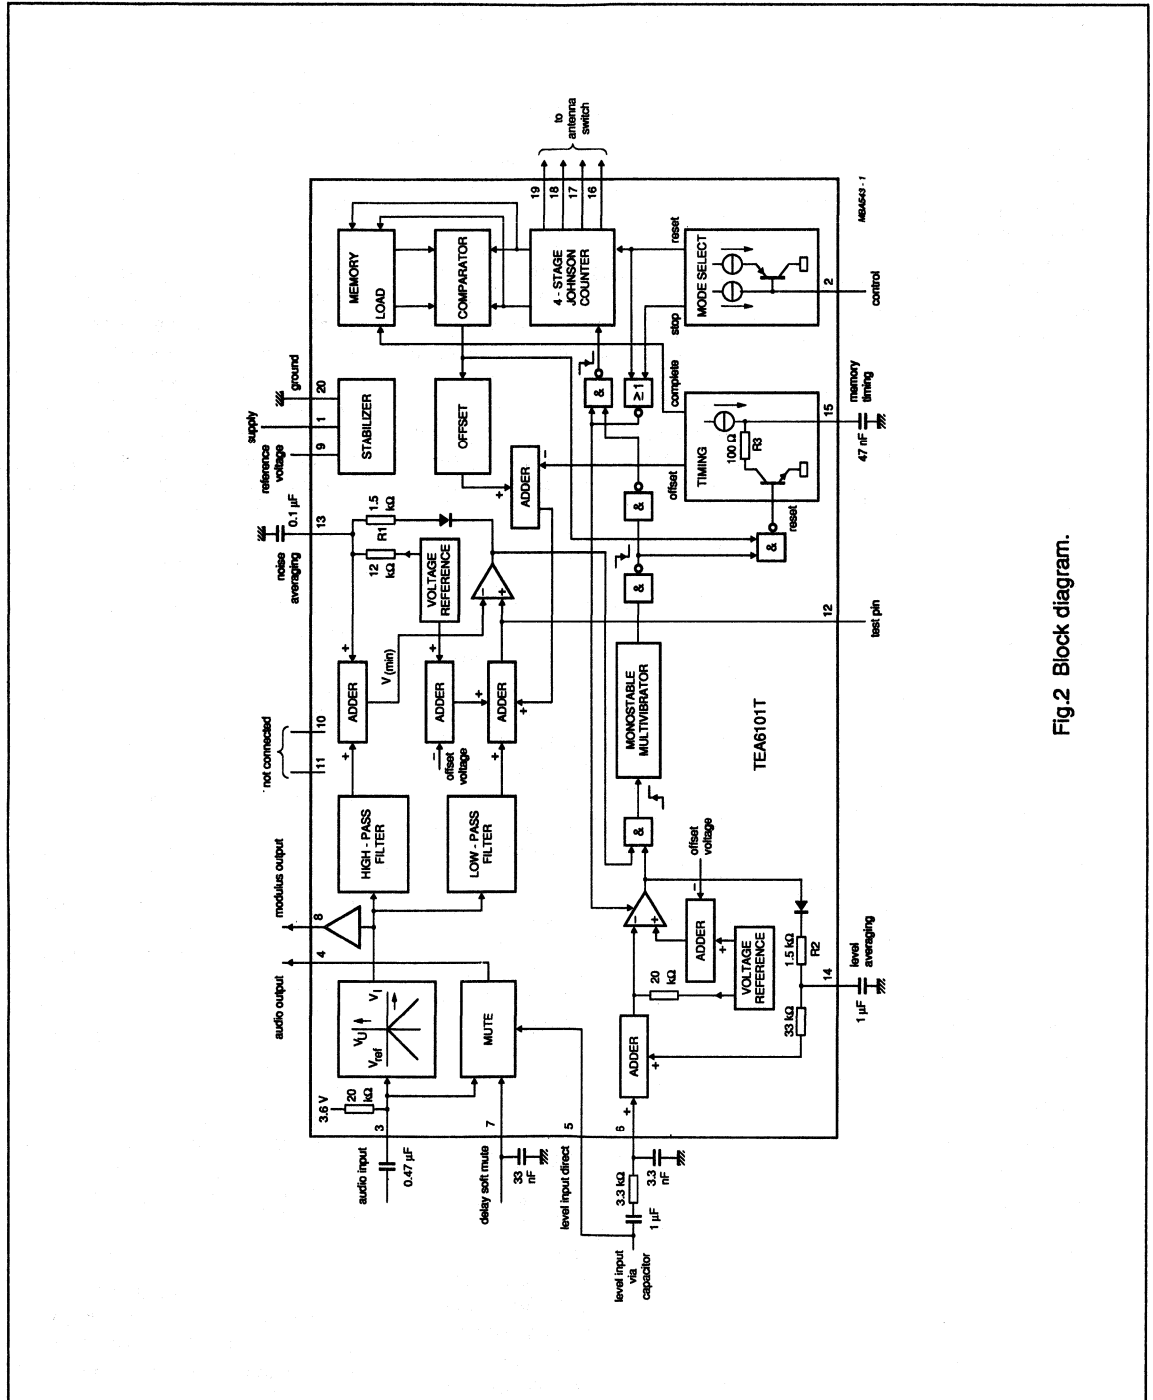 audio input
0.47 µF
3
3.6 V
20
kΩ
V_U
V_I
V_ref
audio output
4
modulus output
8
HIGH - PASS
FILTER
LOW - PASS
FILTER
not connected
11
10
ADDER
+
+
V (min)
noise
averaging
0.1 µF
13
12
kΩ
R1
1.5
kΩ
VOLTAGE
REFERENCE
ADDER
+
-
offset
voltage
ADDER
+
+
+
-
+
reference
voltage
9
supply
1
ground
20
STABILIZER
MEMORY
LOAD
COMPARATOR
OFFSET
ADDER
+
-
4 - STAGE
JOHNSON
COUNTER
19
18
17
16
to
antenna
switch
delay soft mute
7
33
nF
MUTE
level input direct
5
level input
via
capacitor
1 µF
3.3 kΩ
3.3
nF
6
+
ADDER
+
20
kΩ
-
+
ADDER
+
-
offset
voltage
VOLTAGE
REFERENCE
33 kΩ
1.5 kΩ
R2
14
1 µF
level
averaging
&
MONOSTABLE
MULTIVIBRATOR
&
&
&
≥1
&
reset
offset
complete
TIMING
100 Ω
R3
15
47 nF
memory
timing
stop
reset
MODE SELECT
2
control
12
test pin
TEA6101T
MBA543 - 1
Fig.2 Block diagram.